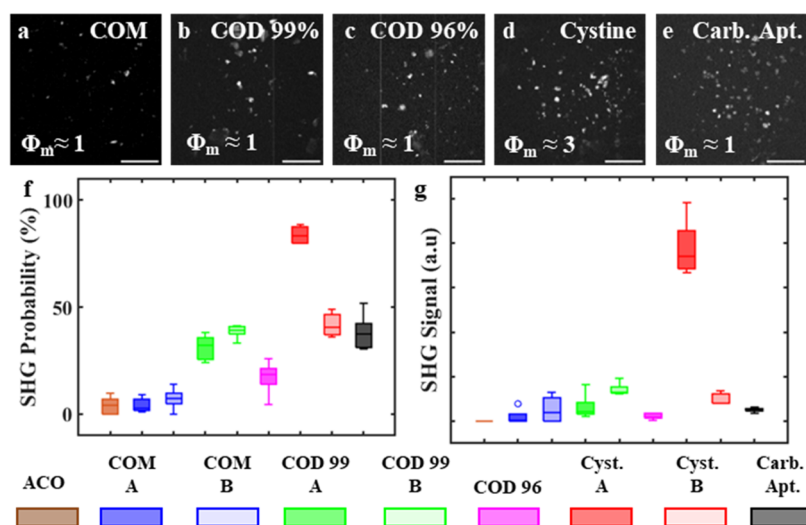 a COM
b COD 99%
c COD 96%
d Cystine
e Carb. Apt.
Φm ≈ 1
Φm ≈ 1
Φm ≈ 1
Φm ≈ 3
Φm ≈ 1
f
SHG Probability (%)
100
50
0
g
SHG Signal (a.u)
ACO
COM
A
COM
B
COD 99
A
COD 99
B
COD 96
Cyst.
A
Cyst.
B
Carb.
Apt.